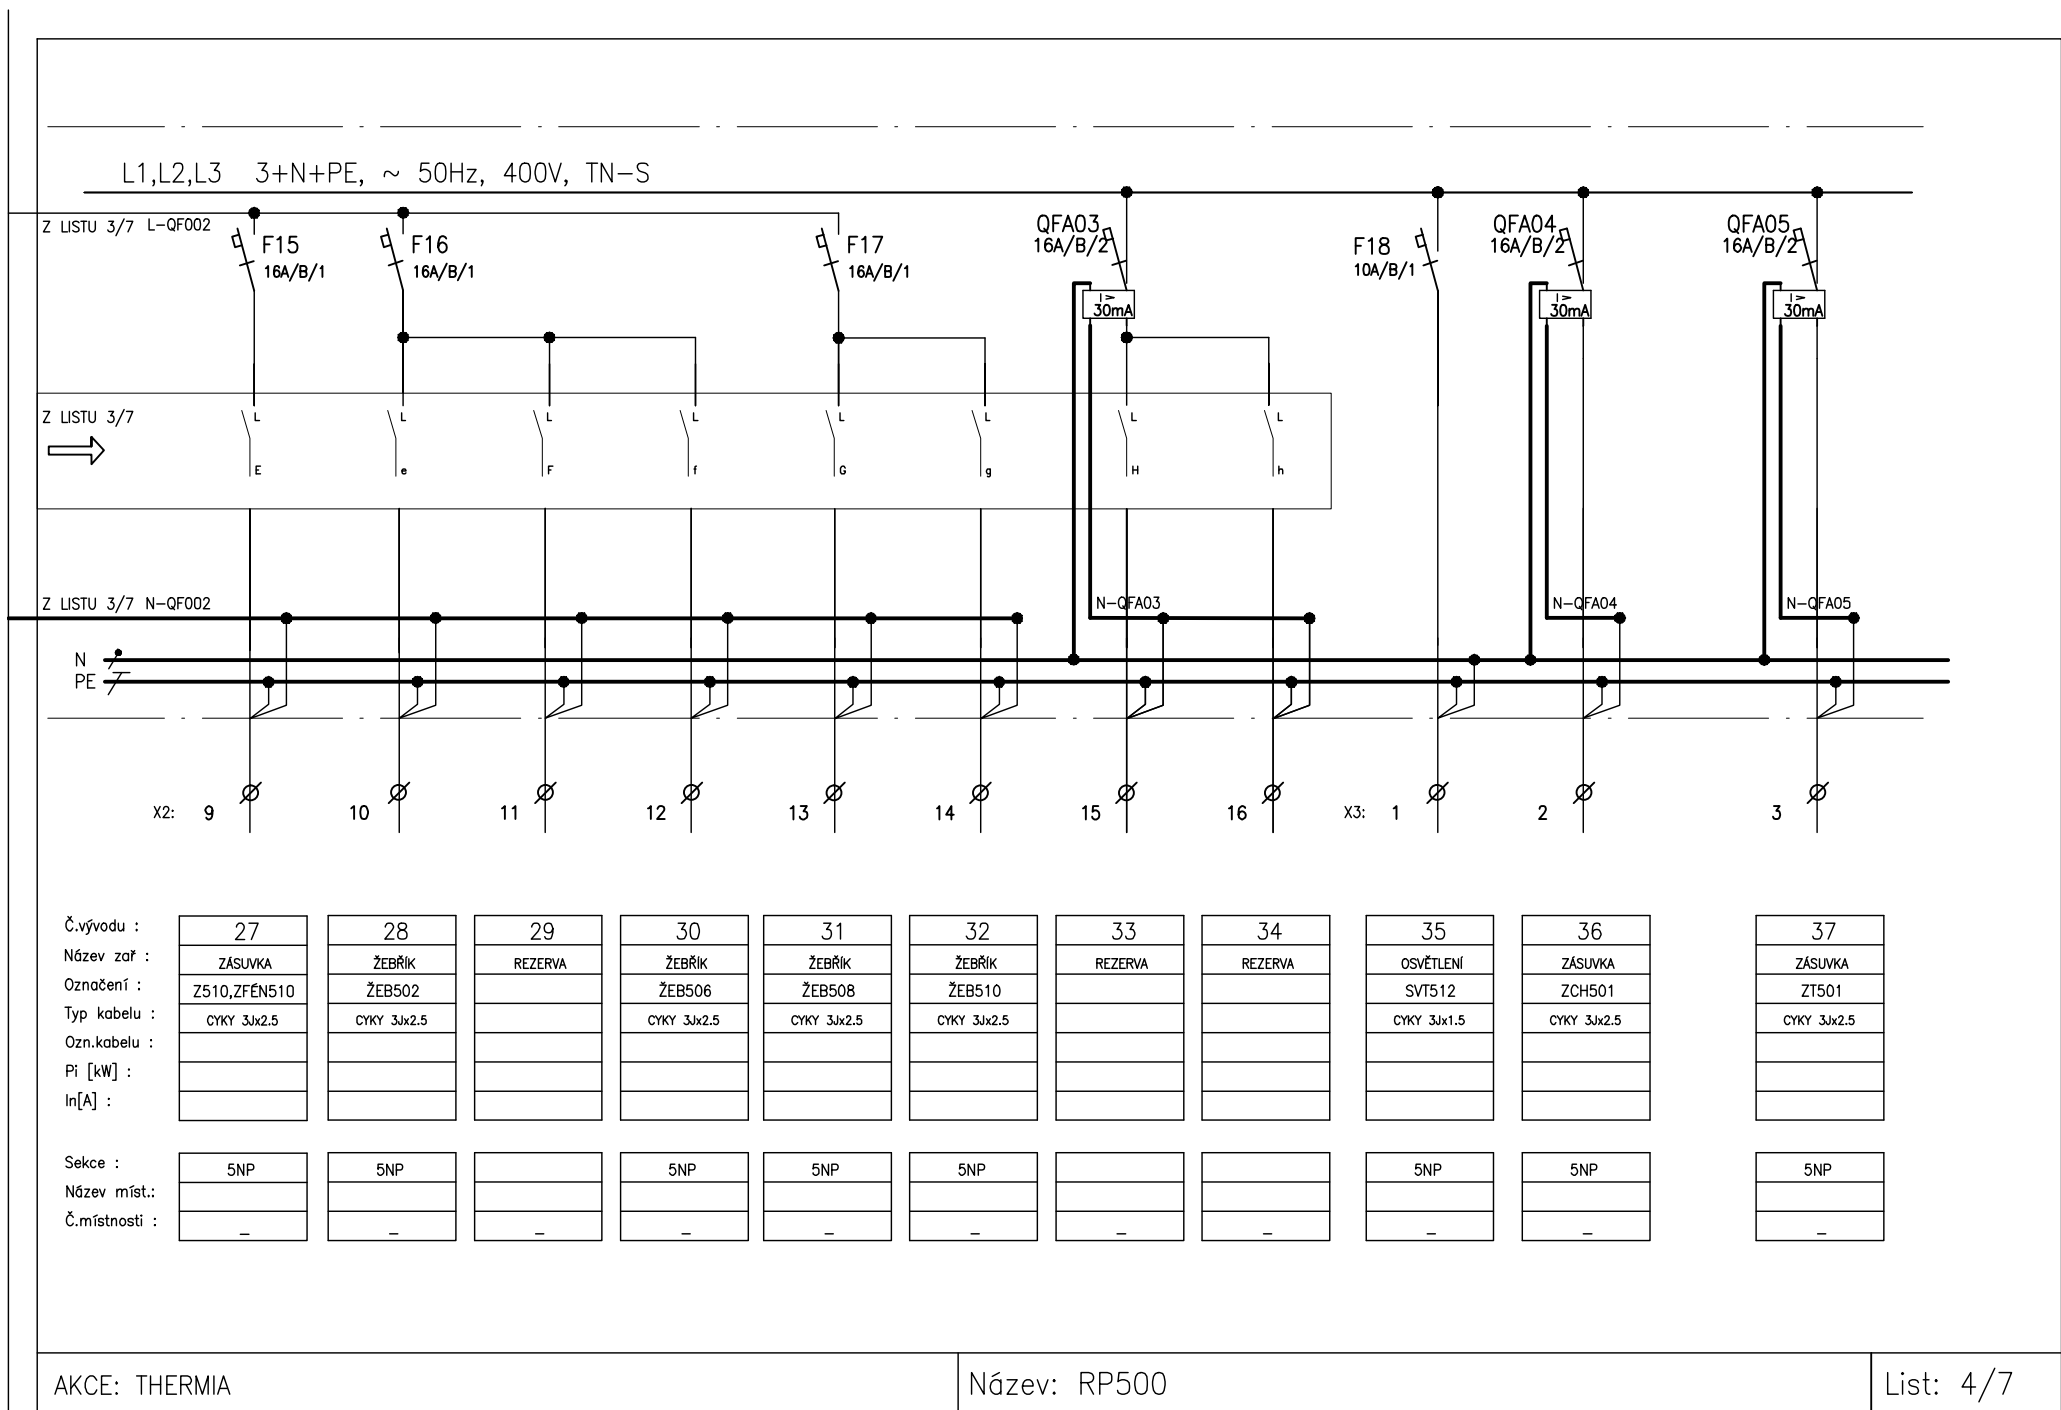 L1,L2,L3 3+N+PE, ~ 50Hz, 400V, TN-S
Z LISTU 3/7 L-QF002
F15
16A/B/1
F16
16A/B/1
F17
16A/B/1
QFA03
16A/B/2
I>
30mA
F18
10A/B/1
QFA04
16A/B/2
I>
30mA
QFA05
16A/B/2
I>
30mA
Z LISTU 3/7
L L L L L L L L
E e F f G g H h
Z LISTU 3/7 N-QF002
N-QFA03 N-QFA04 N-QFA05
N
PE
X2: 9 10 11 12 13 14 15 16 X3: 1 2 3
Č.vývodu : 27 28 29 30 31 32 33 34 35 36 37
Název zař : ZÁSUVKA ŽEBŘÍK REZERVA ŽEBŘÍK ŽEBŘÍK ŽEBŘÍK REZERVA REZERVA OSVĚTLENÍ ZÁSUVKA ZÁSUVKA
Označení : Z510,ZFÉN510 ŽEB502 ŽEB506 ŽEB508 ŽEB510 SVT512 ZCH501 ZT501
Typ kabelu : CYKY 3Jx2.5 CYKY 3Jx2.5 CYKY 3Jx2.5 CYKY 3Jx2.5 CYKY 3Jx2.5 CYKY 3Jx1.5 CYKY 3Jx2.5 CYKY 3Jx2.5
Ozn.kabelu :
Pi [kW] :
In[A] :
Sekce : 5NP 5NP 5NP 5NP 5NP 5NP 5NP 5NP
Název míst.:
Č.místnosti : – – – – – – – – – – –
AKCE: THERMIA Název: RP500 List: 4/7